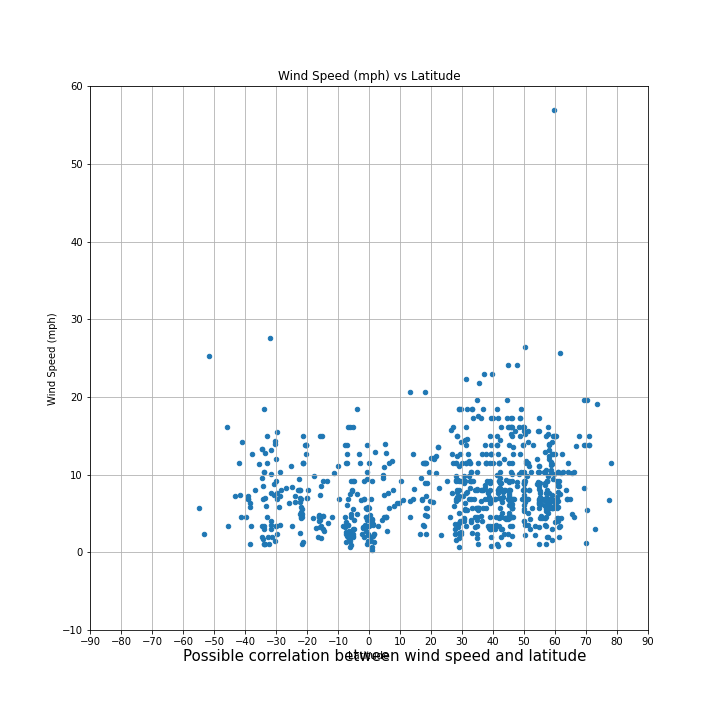 Wind Speed (mph) vs Latitude
60
50
40
30
20
10
0
−10
Wind Speed (mph)
−90 −80 −70 −60 −50 −40 −30 −20 −10 0 10 20 30 40 50 60 70 80 90
Latitude
Possible correlation between wind speed and latitude